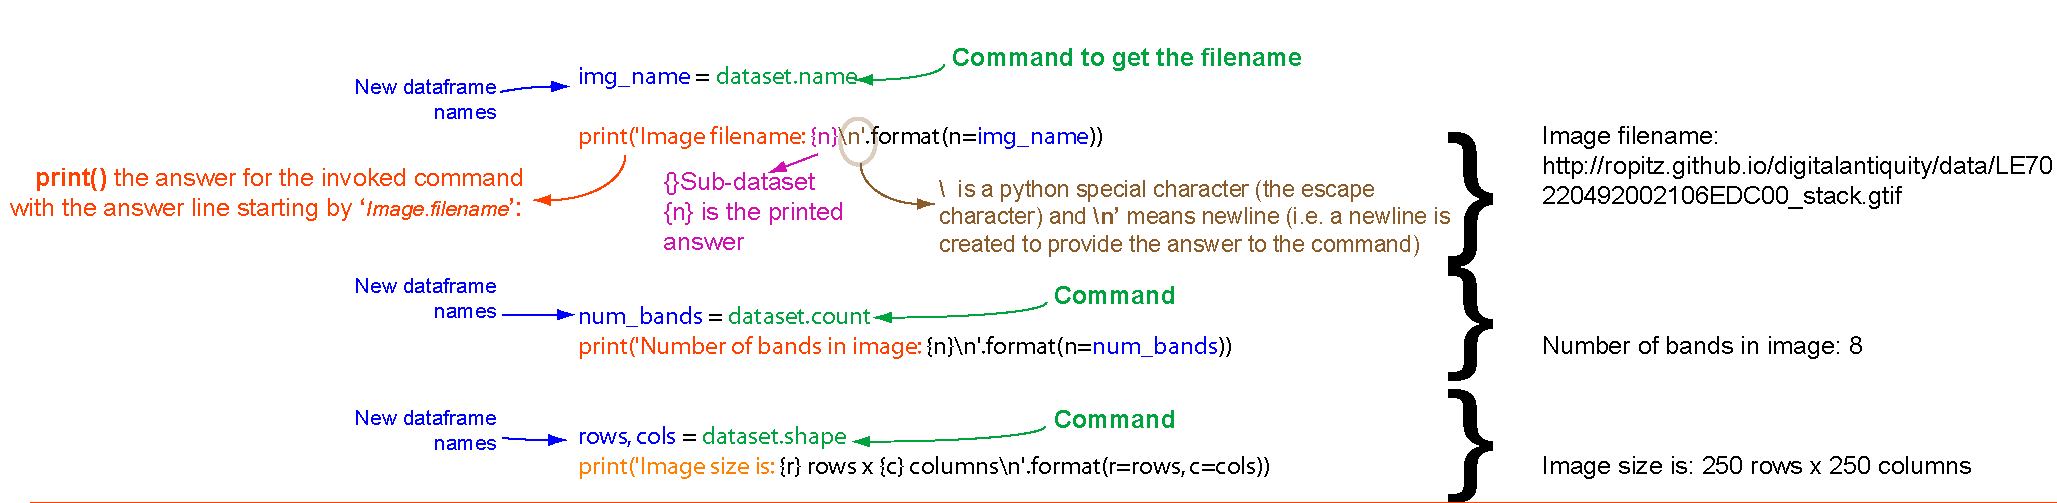 Command to get the filename
New dataframe
names
img_name = dataset.name
print('Image filename: {n}\n'.format(n=img_name))
print() the answer for the invoked command
with the answer line starting by ‘Image.filename’:
{}Sub-dataset
{n} is the printed
answer
\ is a python special character (the escape
character) and \n’ means newline (i.e. a newline is
created to provide the answer to the command)
}
Image filename:
http://ropitz.github.io/digitalantiquity/data/LE70
220492002106EDC00_stack.gtif
New dataframe
names
Command
num_bands = dataset.count
print('Number of bands in image: {n}\n'.format(n=num_bands))
}
Number of bands in image: 8
New dataframe
names
Command
rows, cols = dataset.shape
print('Image size is: {r} rows x {c} columns\n'.format(r=rows, c=cols))
}
Image size is: 250 rows x 250 columns